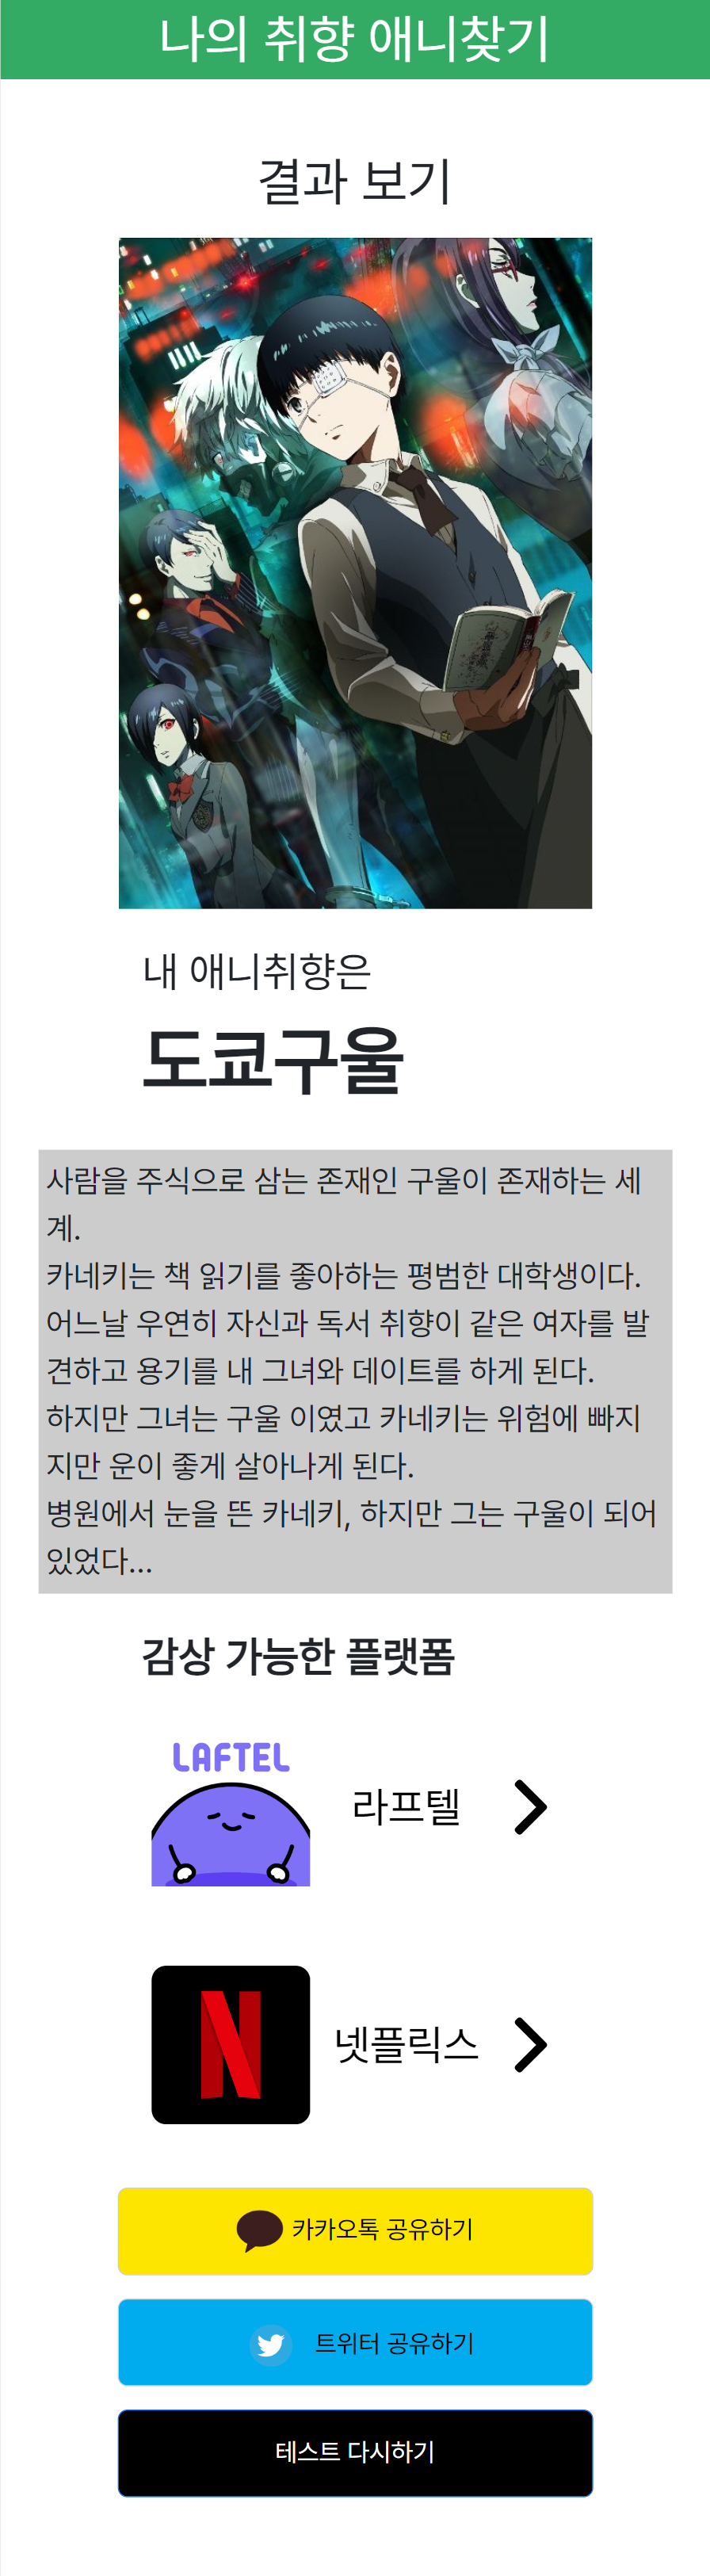 나의 취향 애니찾기
결과 보기
내 애니취향은
도쿄구울
사람을 주식으로 삼는 존재인 구울이 존재하는 세
계.
카네키는 책 읽기를 좋아하는 평범한 대학생이다.
어느날 우연히 자신과 독서 취향이 같은 여자를 발
견하고 용기를 내 그녀와 데이트를 하게 된다.
하지만 그녀는 구울 이였고 카네키는 위험에 빠지
지만 운이 좋게 살아나게 된다.
병원에서 눈을 뜬 카네키, 하지만 그는 구울이 되어
있었다...
감상 가능한 플랫폼
LAFTEL
라프텔
N
넷플릭스
카카오톡 공유하기
트위터 공유하기
테스트 다시하기